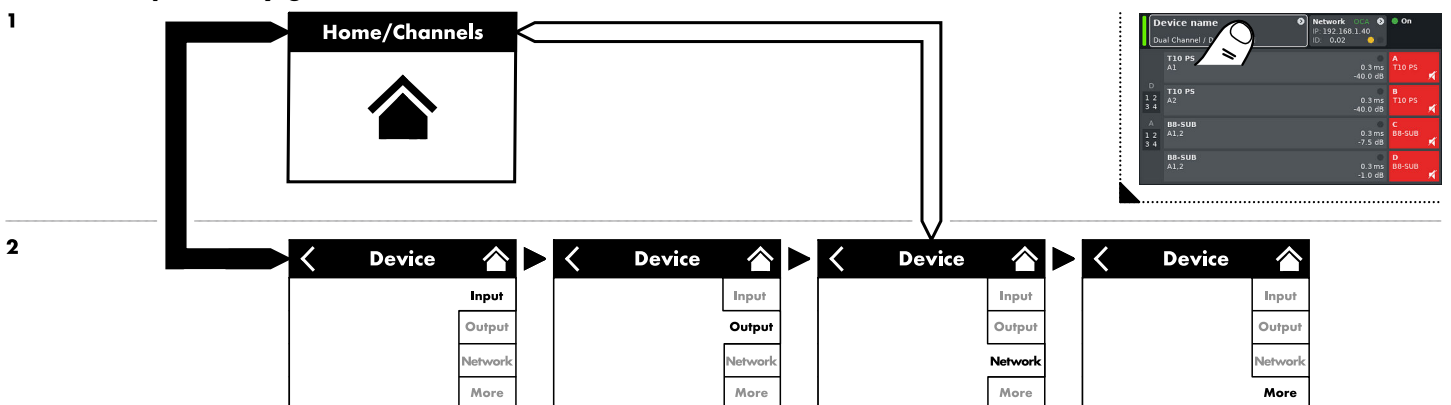 1
Home/Channels
Device name
Dual Channel / D
Network OCA
IP: 192.168.1.40
ID: 0.02
On
T10 PS
A1
0.3 ms
-40.0 dB
A
T10 PS
D
1 2
3 4
T10 PS
A2
0.3 ms
-40.0 dB
B
T10 PS
A
1 2
3 4
B8-SUB
A1,2
0.3 ms
-7.5 dB
C
B8-SUB
B8-SUB
A1,2
0.3 ms
-1.0 dB
D
B8-SUB
2
Device
Input
Output
Network
More
Device
Input
Output
Network
More
Device
Input
Output
Network
More
Device
Input
Output
Network
More